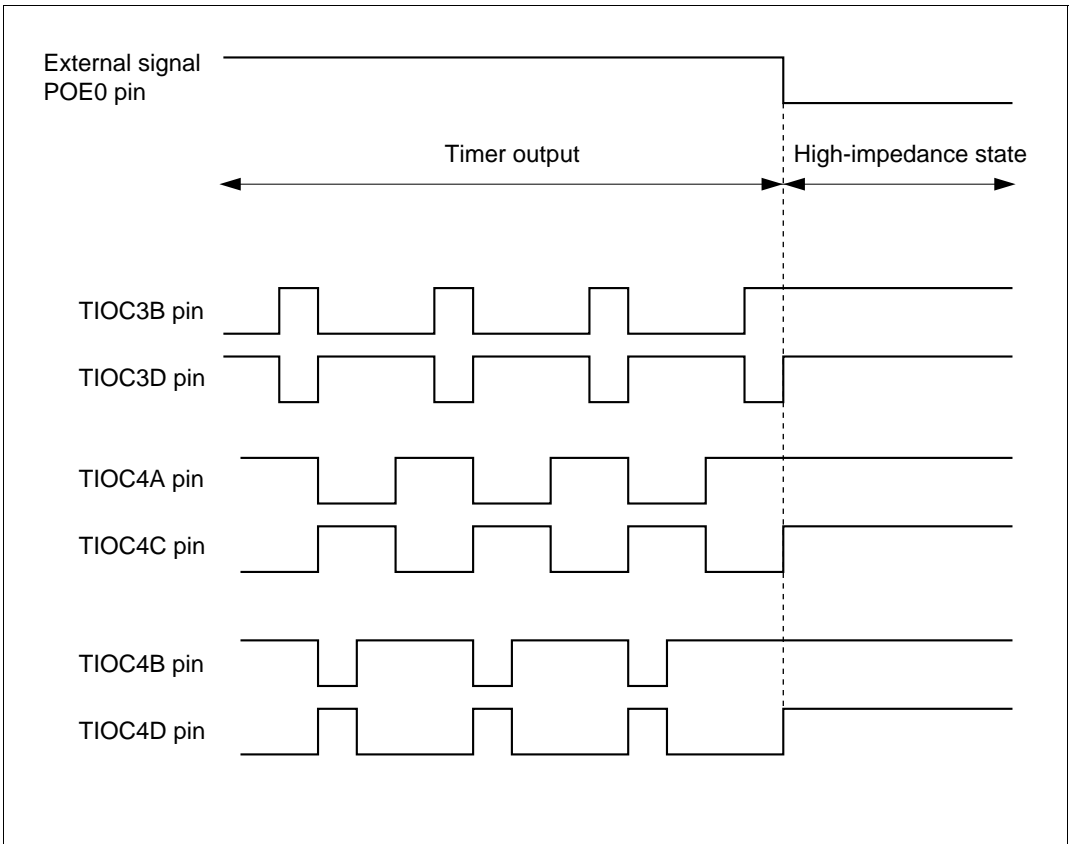 External signal
POE0 pin
Timer output
High-impedance state
TIOC3B pin
TIOC3D pin
TIOC4A pin
TIOC4C pin
TIOC4B pin
TIOC4D pin